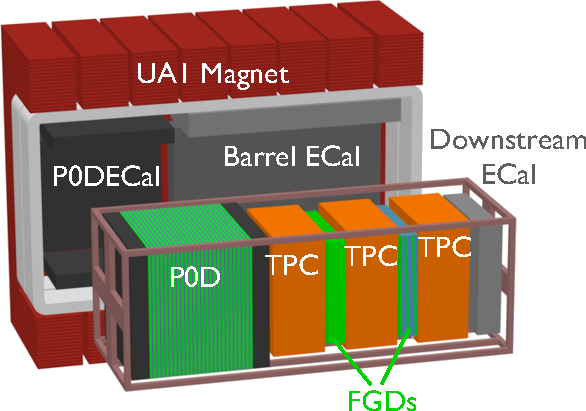 UA1 Magnet
Downstream
ECal
Barrel ECal
P0DECal
P0D
TPC
TPC
TPC
FGDs